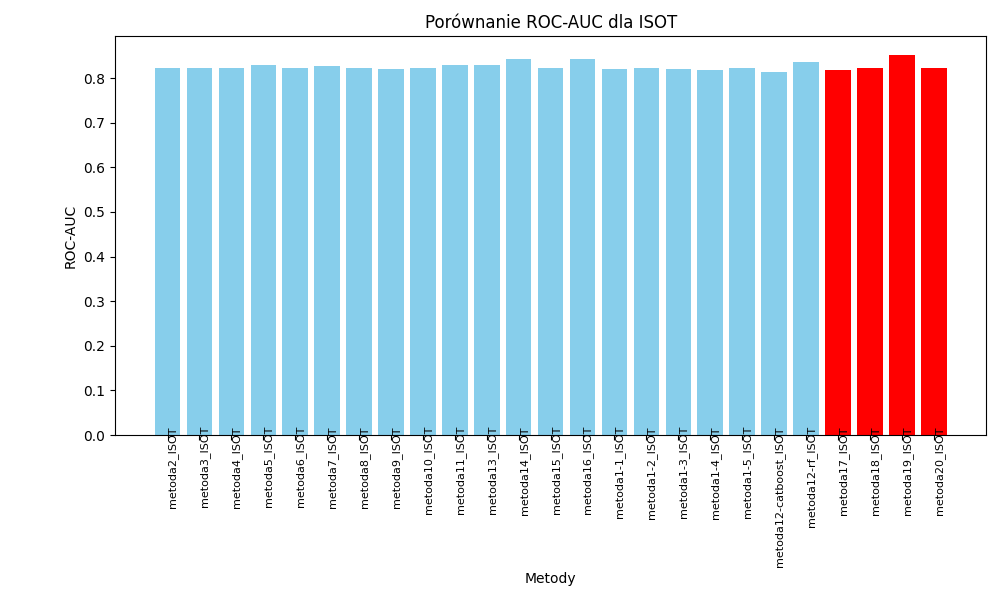 Porównanie ROC-AUC dla ISOT
ROC-AUC
0.8
0.7
0.6
0.5
0.4
0.3
0.2
0.1
0.0
metoda2_ISOT
metoda3_ISOT
metoda4_ISOT
metoda5_ISOT
metoda6_ISOT
metoda7_ISOT
metoda8_ISOT
metoda9_ISOT
metoda10_ISOT
metoda11_ISOT
metoda13_ISOT
metoda14_ISOT
metoda15_ISOT
metoda16_ISOT
metoda1-1_ISOT
metoda1-2_ISOT
metoda1-3_ISOT
metoda1-4_ISOT
metoda1-5_ISOT
metoda12-catboost_ISOT
metoda12-rf_ISOT
metoda17_ISOT
metoda18_ISOT
metoda19_ISOT
metoda20_ISOT
Metody